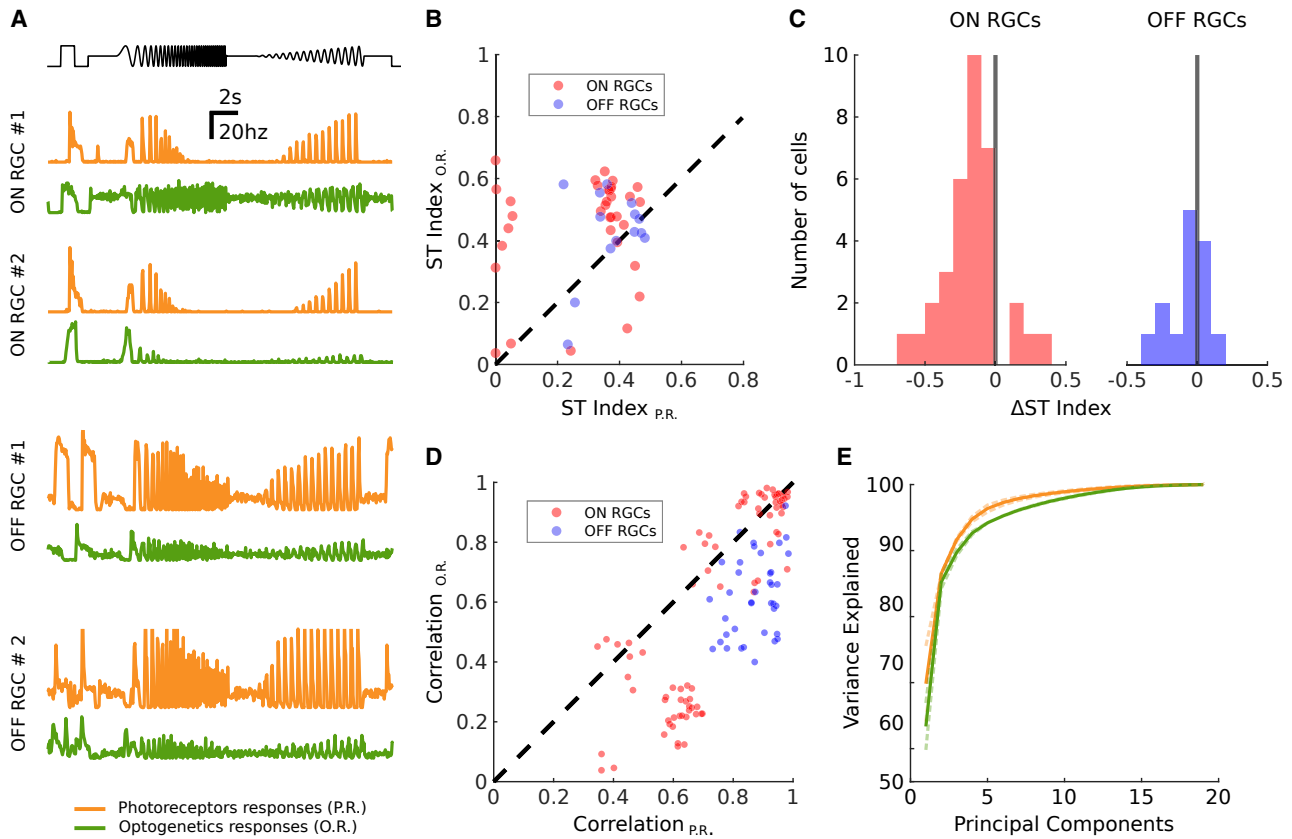 A
2s
20hz
ON RGC #1
ON RGC #2
OFF RGC #1
OFF RGC # 2
Photoreceptors responses (P.R.)
Optogenetics responses (O.R.)
B
1
0.8
0.6
0.4
0.2
0
ON RGCs
OFF RGCs
ST Index O.R.
0 0.2 0.4 0.6 0.8
ST Index P.R.
C
ON RGCs
OFF RGCs
Number of cells
10
8
6
4
2
0
-1 -0.5 0 0.5
-0.5 0 0.5
ΔST Index
D
1
0.8
0.6
0.4
0.2
0
ON RGCs
OFF RGCs
Correlation O.R.
0 0.2 0.4 0.6 0.8 1
Correlation P.R.
E
Variance Explained
100
90
80
70
60
50
0 5 10 15 20
Principal Components